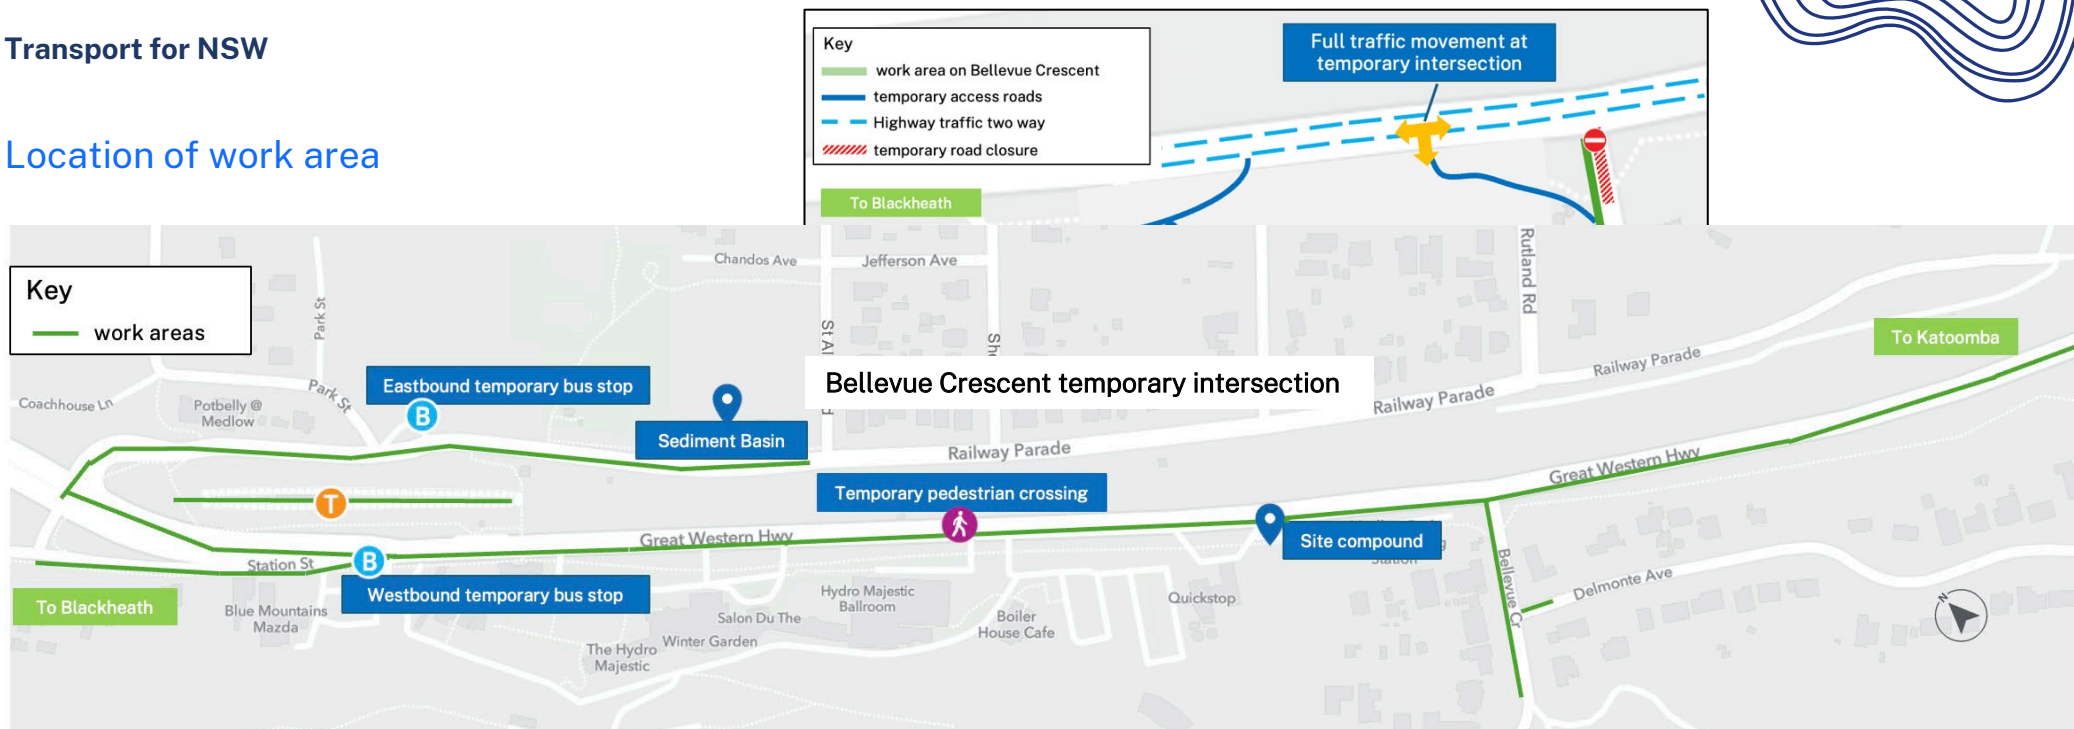 Transport for NSW
Location of work area
Key
work area on Bellevue Crescent
temporary access roads
Highway traffic two way
temporary road closure
Full traffic movement at
temporary intersection
To Blackheath
Key
work areas
Chandos Ave
Jefferson Ave
Rutland Rd
Park St
St Al
Sho
To Katoomba
Railway Parade
Eastbound temporary bus stop
Bellevue Crescent temporary intersection
Park St
Coachhouse Ln
Potbelly @
Medlow
B
Railway Parade
Sediment Basin
Railway Parade
Great Western Hwy
Temporary pedestrian crossing
T
Great Western Hwy
Site compound
Station
B
Station St
Bellevue Cr
Delmonte Ave
Westbound temporary bus stop
To Blackheath
Blue Mountains
Mazda
Hydro Majestic
Ballroom
Quickstop
Salon Du The
Boiler
House Cafe
Winter Garden
The Hydro
Majestic
N